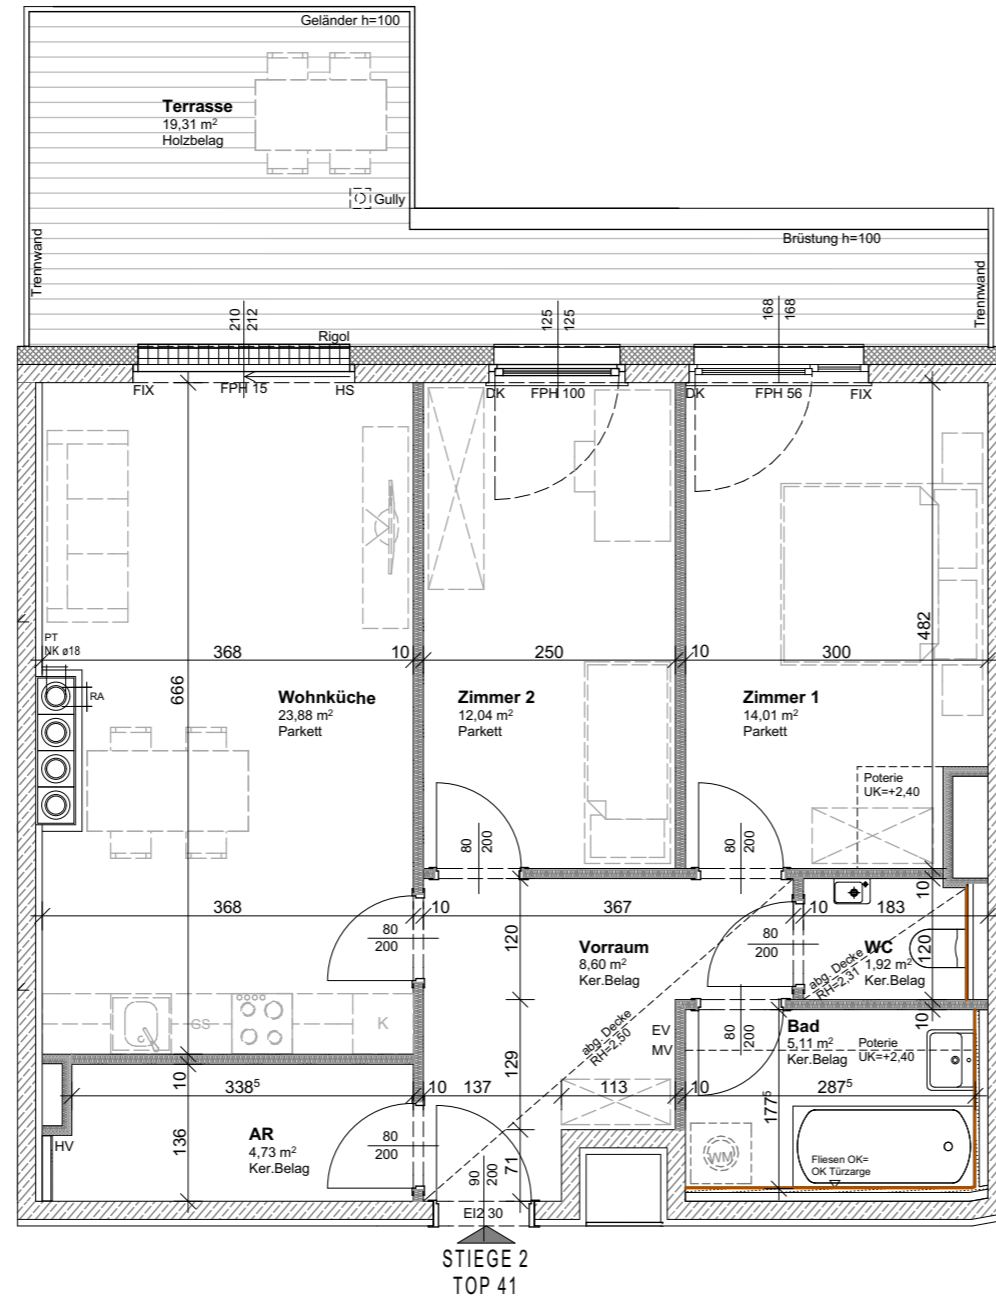 Geländer h=100
Terrasse
19,31 m²
Holzbelag
Gully
Brüstung h=100
Trennwand
Trennwand
210
212
Rigol
125
125
168
168
FIX
FPH 15
HS
DK
FPH 100
DK
FPH 56
FIX
482
PT
NK ø18
368
10
250
10
300
RA
666
Wohnküche
23,88 m²
Parkett
Zimmer 2
12,04 m²
Parkett
Zimmer 1
14,01 m²
Parkett
Poterie
UK=+2,40
80
200
80
200
10
368
10
367
10
183
80
200
120
Vorraum
8,60 m²
Ker.Belag
80
200
WC
1,92 m²
Ker.Belag
120
abg. Decke
RH=2,31
GS
K
abg. Decke
RH=2,50
EV
MV
80
200
Bad
5,11 m²
Ker.Belag
Poterie
UK=+2,40
10
10
129
338⁵
10
137
113
10
287⁵
177⁵
HV
136
AR
4,73 m²
Ker.Belag
80
200
90
200
71
WM
Fliesen OK=
OK Türzarge
EI2 30
STIEGE 2
TOP 41